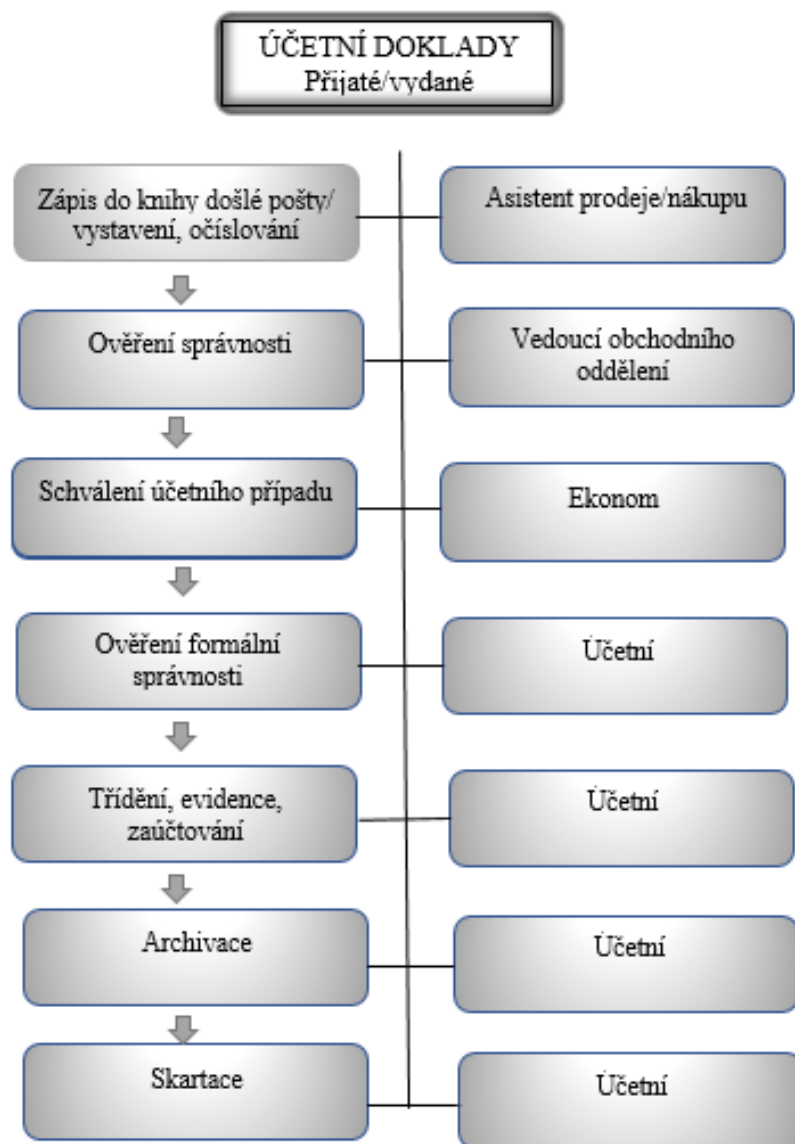 ÚČETNÍ DOKLADY
Přijaté/vydané
Zápis do knihy došlé pošty/
vystavení, očíslování
Asistent prodeje/nákupu
Ověření správnosti
Vedoucí obchodního
oddělení
Schválení účetního případu
Ekonom
Ověření formální
správnosti
Účetní
Třídění, evidence,
zaúčtování
Účetní
Archivace
Účetní
Skartace
Účetní